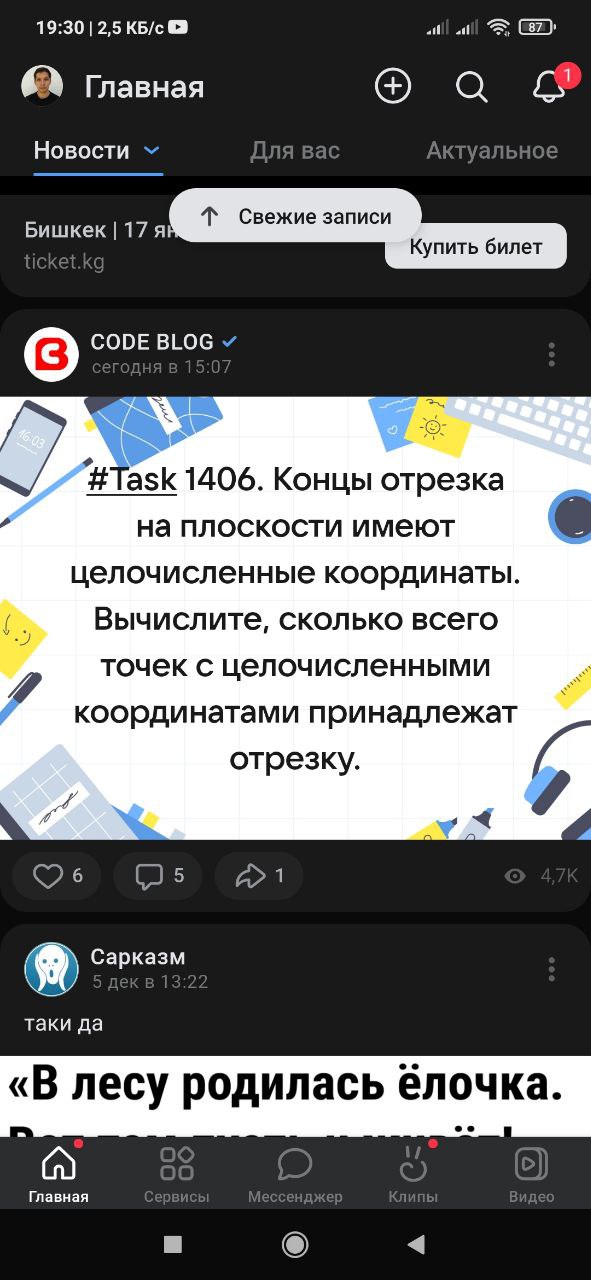 19:30 | 2,5 КБ/с
87
Главная
1
Новости
Для вас
Актуальное
Свежие записи
Бишкек | 17 ян
Купить билет
ticket.kg
CODE BLOG
сегодня в 15:07
16:03
#Task 1406. Концы отрезка
на плоскости имеют
целочисленные координаты.
Вычислите, сколько всего
точек с целочисленными
координатами принадлежат
отрезку.
6
5
1
4,7K
Сарказм
5 дек в 13:22
таки да
«В лесу родилась ёлочка.
Главная
Сервисы
Мессенджер
Клипы
Видео